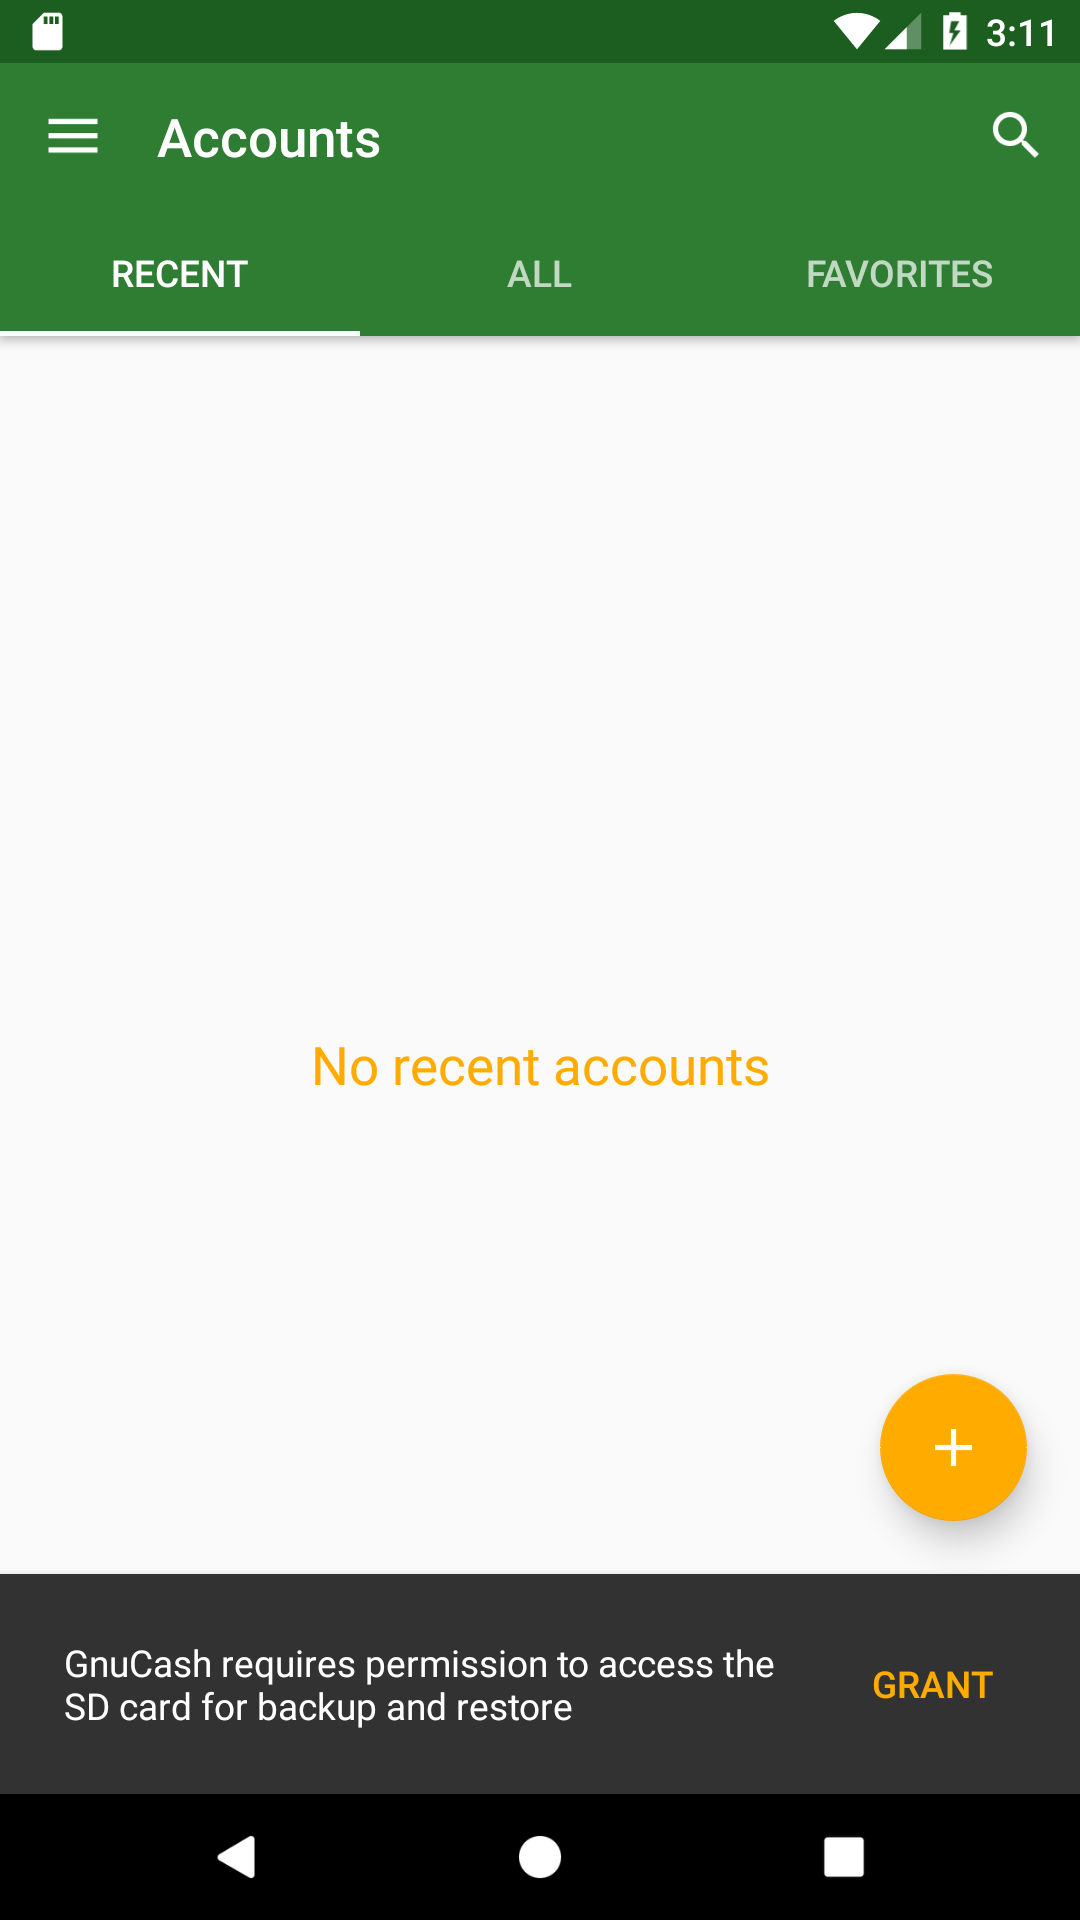 3:11
Accounts
RECENT
ALL
FAVORITES
No recent accounts
GnuCash requires permission to access the
SD card for backup and restore
GRANT